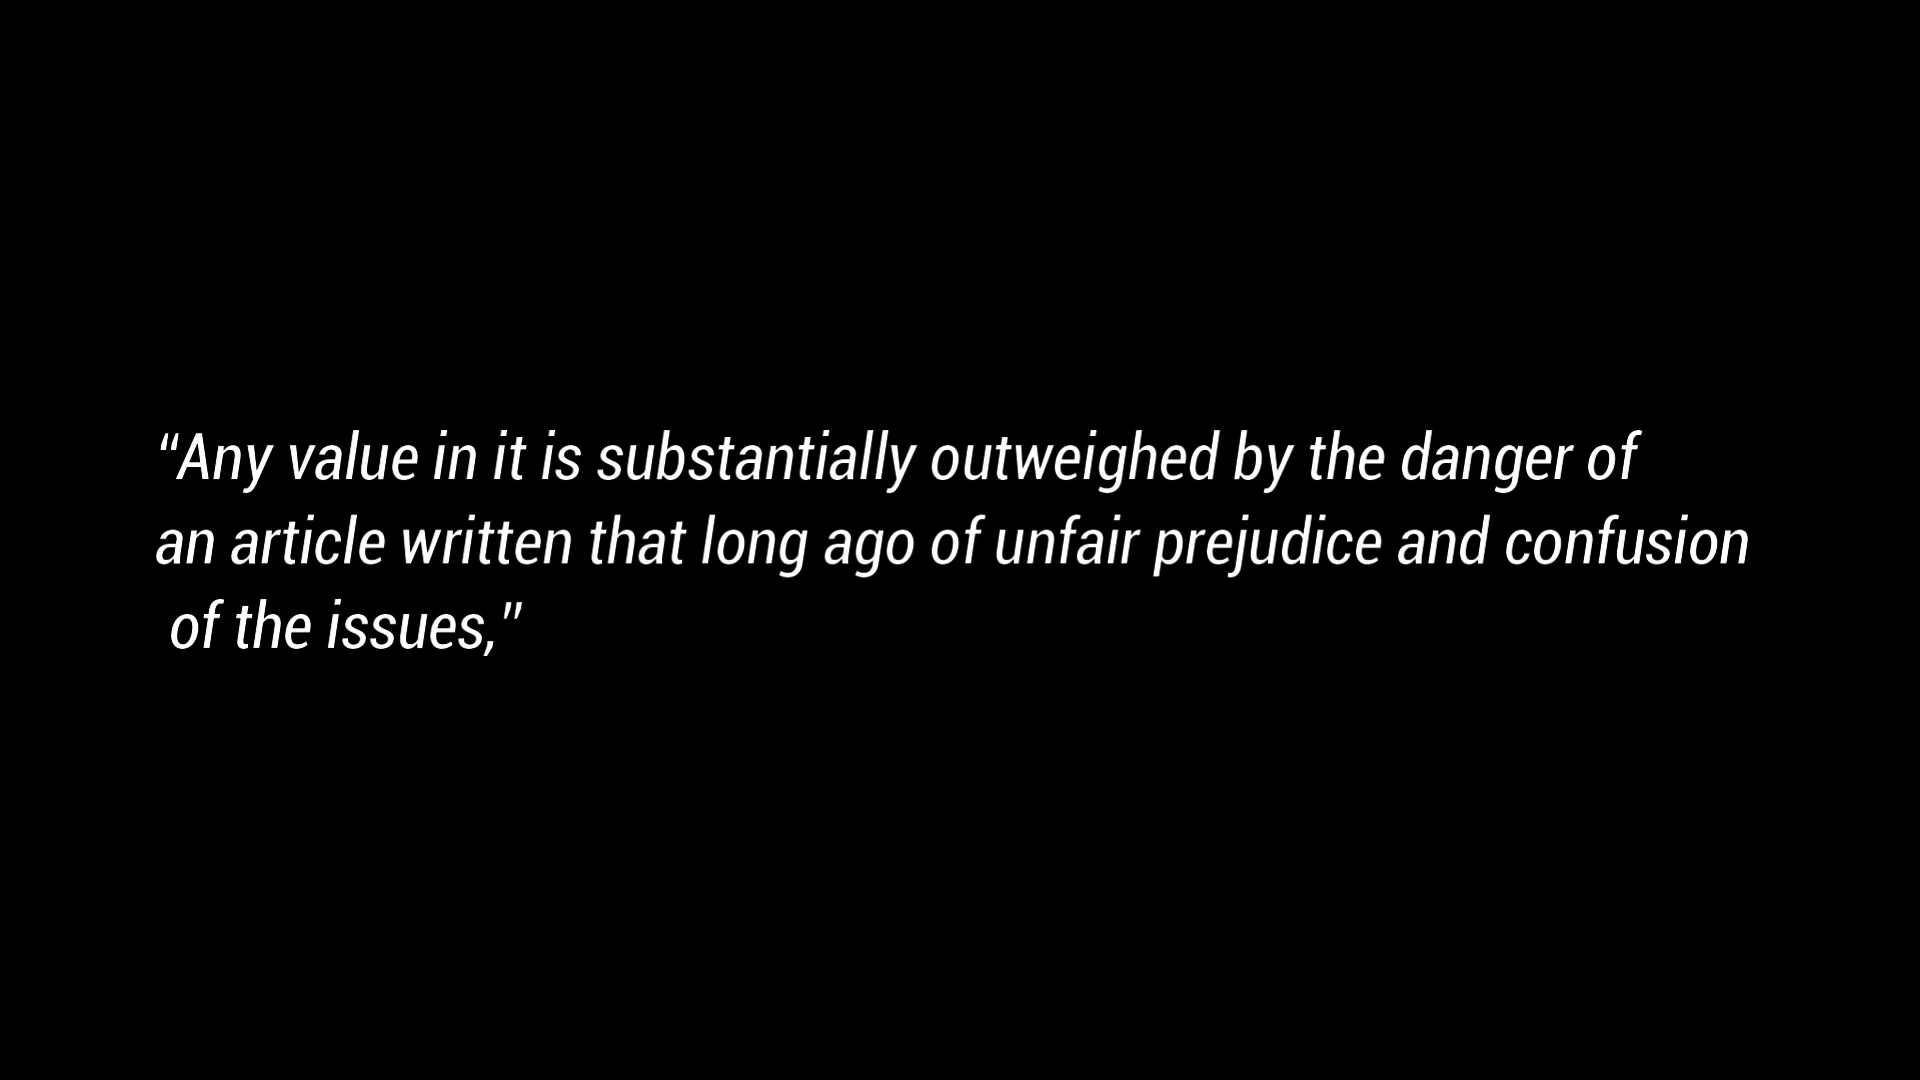 “Any value in it is substantially outweighed by the danger of
an article written that long ago of unfair prejudice and confusion
of the issues,”